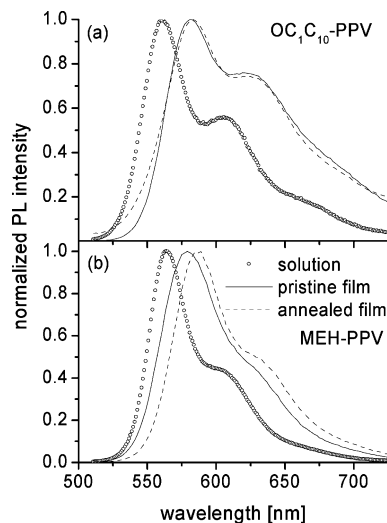 (a)
OC1C10-PPV
1.0
0.8
0.6
0.4
0.2
normalized PL intensity
(b)
solution
pristine film
annealed film
MEH-PPV
1.0
0.8
0.6
0.4
0.2
0.0
500 550 600 650 700
wavelength [nm]